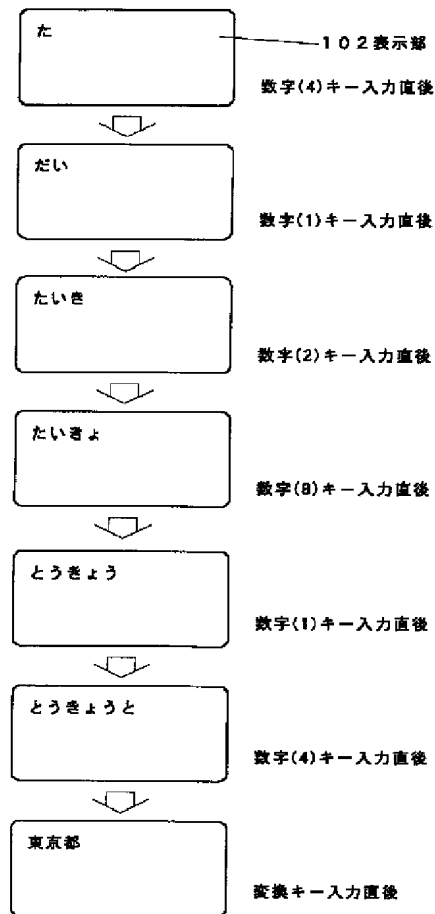 た
102表示部
数字(4)キー入力直後
だい
数字(1)キー入力直後
たいき
数字(2)キー入力直後
たいきょ
数字(8)キー入力直後
とうきょう
数字(1)キー入力直後
とうきょうと
数字(4)キー入力直後
東京都
変換キー入力直後